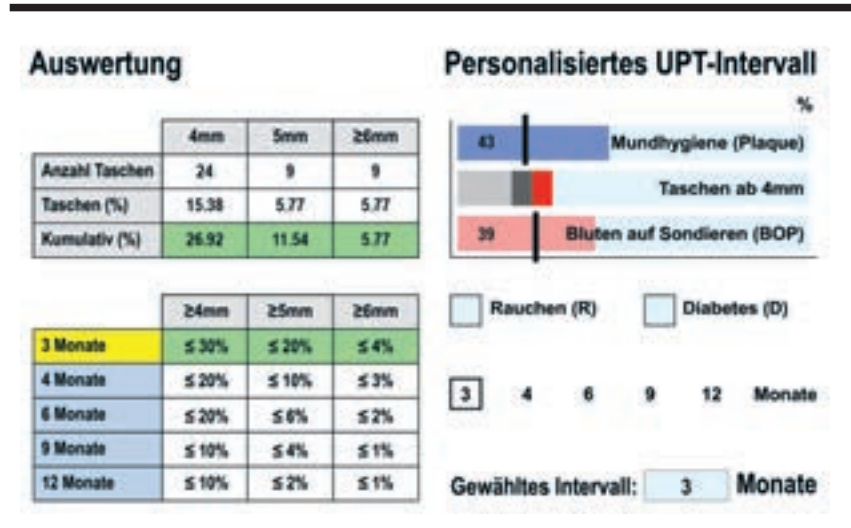 Auswertung
4mm 5mm ≥6mm
Anzahl Taschen 24 9 9
Taschen (%) 15.38 5.77 5.77
Kumulativ (%) 26.92 11.54 5.77
≥4mm ≥5mm ≥6mm
3 Monate ≤ 30% ≤ 20% ≤ 4%
4 Monate ≤ 20% ≤ 10% ≤ 3%
6 Monate ≤ 20% ≤ 6% ≤ 2%
9 Monate ≤ 10% ≤ 4% ≤ 1%
12 Monate ≤ 10% ≤ 2% ≤ 1%
Personalisiertes UPT-Intervall
%
43 Mundhygiene (Plaque)
Taschen ab 4mm
39 Bluten auf Sondieren (BOP)
Rauchen (R) Diabetes (D)
3 4 6 9 12 Monate
Gewähltes Intervall: 3 Monate